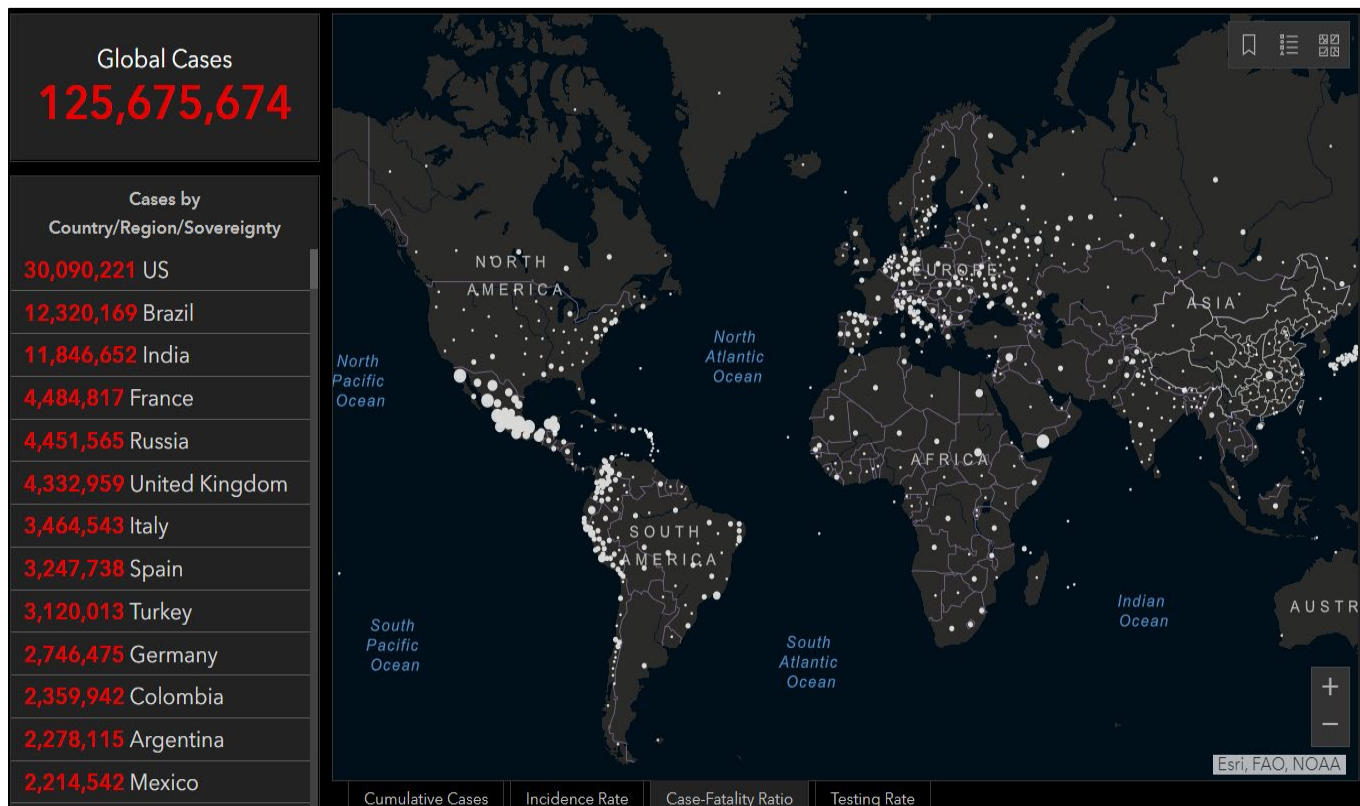 Global Cases
125,675,674
Cases by
Country/Region/Sovereignty
30,090,221 US
12,320,169 Brazil
11,846,652 India
4,484,817 France
4,451,565 Russia
4,332,959 United Kingdom
3,464,543 Italy
3,247,738 Spain
3,120,013 Turkey
2,746,475 Germany
2,359,942 Colombia
2,278,115 Argentina
2,214,542 Mexico
NORTH
AMERICA
EUROPE
ASIA
North
Atlantic
Ocean
North
Pacific
Ocean
AFRICA
SOUTH
AMERICA
Indian
Ocean
AUSTR
South
Pacific
Ocean
South
Atlantic
Ocean
Esri, FAO, NOAA
Cumulative Cases
Incidence Rate
Case-Fatality Ratio
Testing Rate